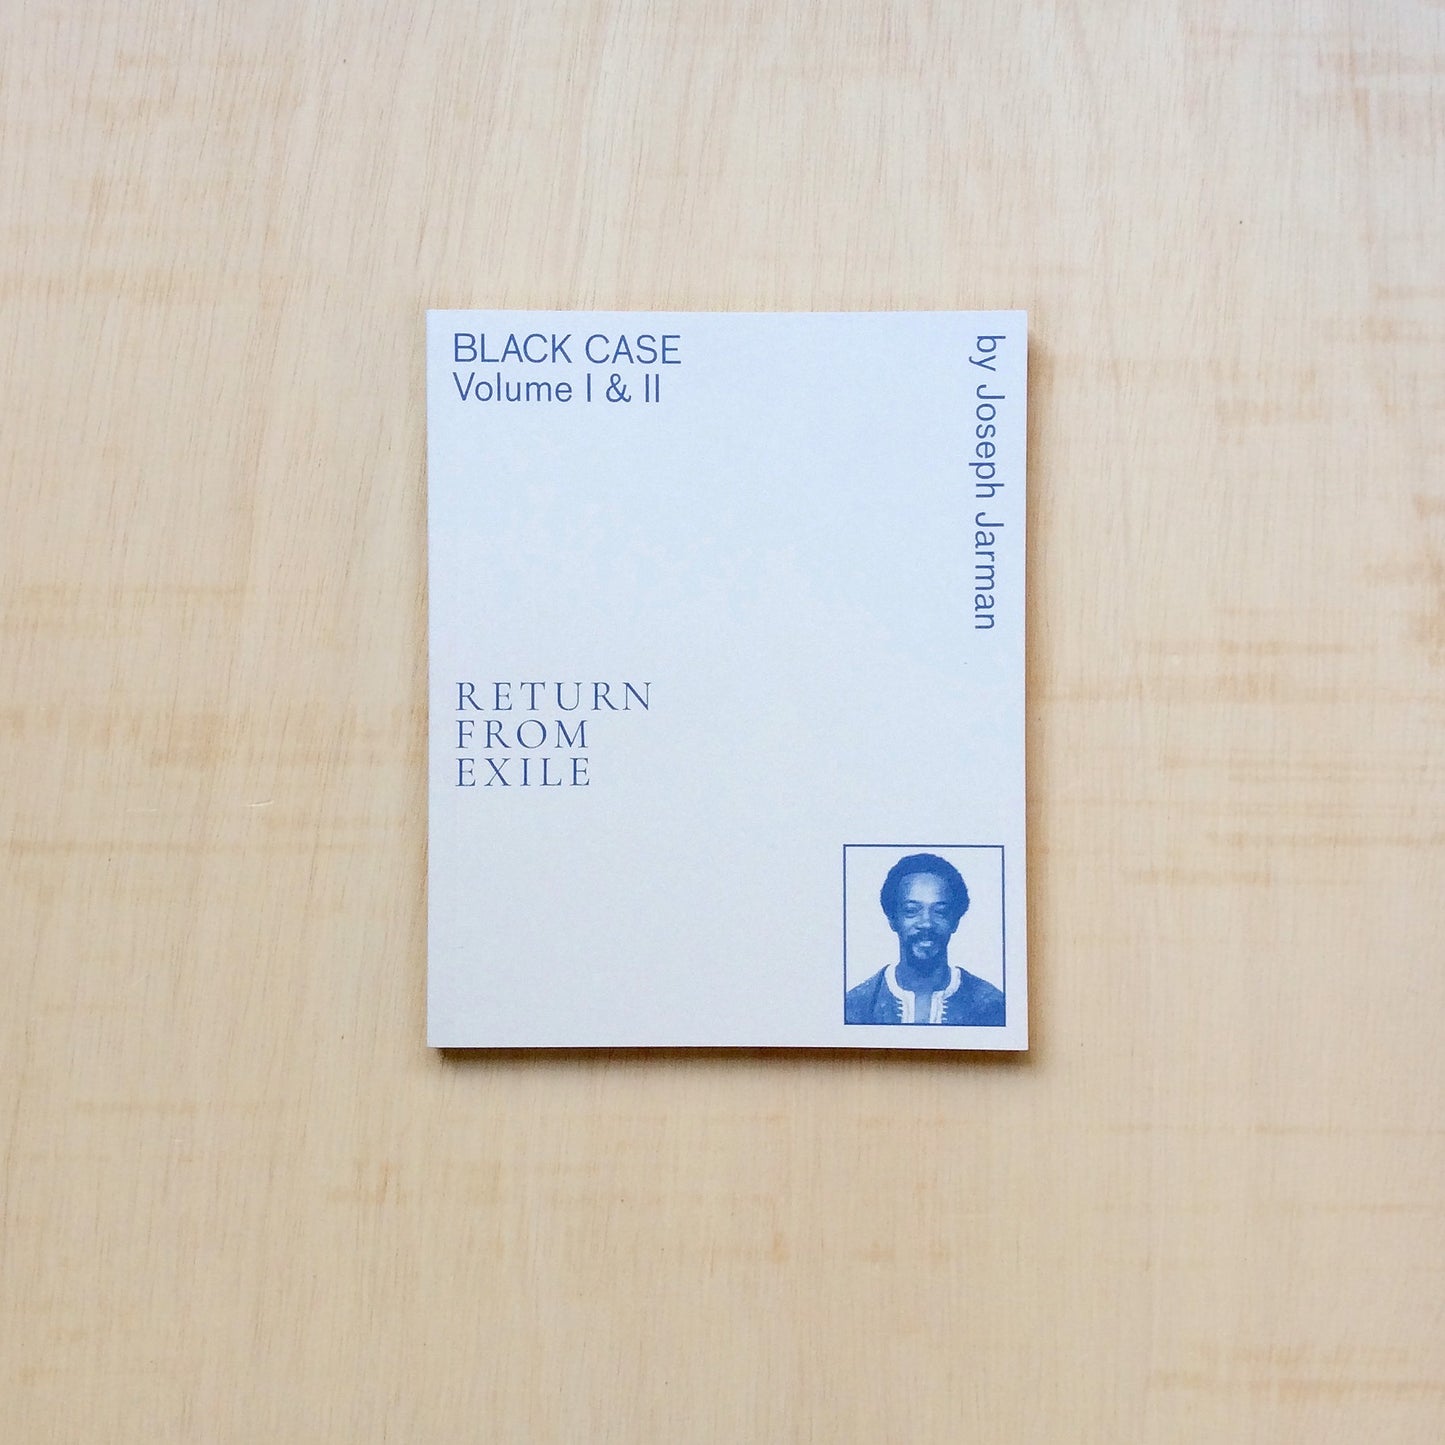 BLACK CASE
Volume I & II
by Joseph Jarman
RETURN
FROM
EXILE